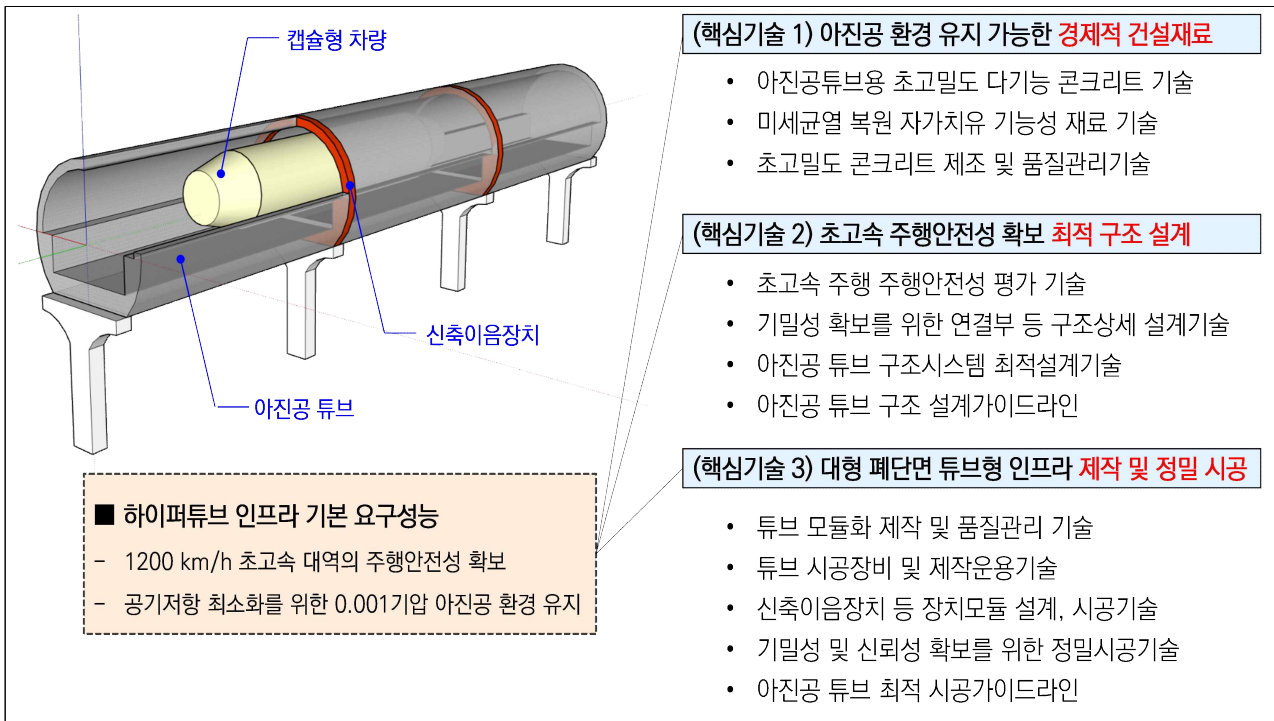 캡슐형 차량
신축이음장치
아진공 튜브
■ 하이퍼튜브 인프라 기본 요구성능
- 1200 km/h 초고속 대역의 주행안전성 확보
- 공기저항 최소화를 위한 0.001기압 아진공 환경 유지
(핵심기술 1) 아진공 환경 유지 가능한 경제적 건설재료
• 아진공튜브용 초고밀도 다기능 콘크리트 기술
• 미세균열 복원 자가치유 기능성 재료 기술
• 초고밀도 콘크리트 제조 및 품질관리기술
(핵심기술 2) 초고속 주행안전성 확보 최적 구조 설계
• 초고속 주행 주행안전성 평가 기술
• 기밀성 확보를 위한 연결부 등 구조상세 설계기술
• 아진공 튜브 구조시스템 최적설계기술
• 아진공 튜브 구조 설계가이드라인
(핵심기술 3) 대형 폐단면 튜브형 인프라 제작 및 정밀 시공
• 튜브 모듈화 제작 및 품질관리 기술
• 튜브 시공장비 및 제작운용기술
• 신축이음장치 등 장치모듈 설계, 시공기술
• 기밀성 및 신뢰성 확보를 위한 정밀시공기술
• 아진공 튜브 최적 시공가이드라인